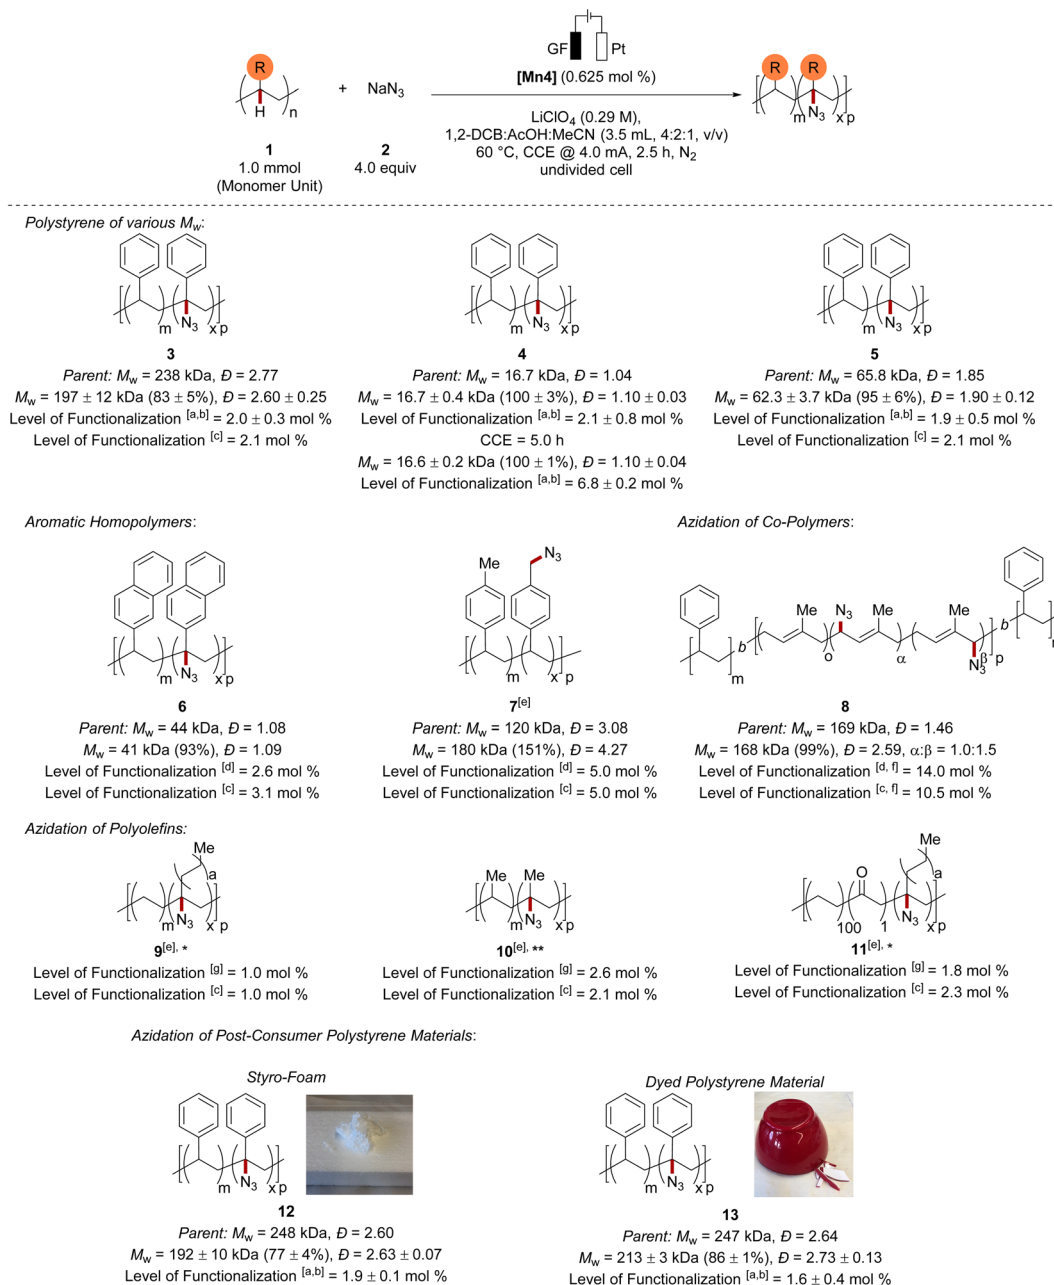 GF Pt
[Mn4] (0.625 mol %)
R R R
H n + NaN3 N3 m x p
LiClO4 (0.29 M),
1,2-DCB:AcOH:MeCN (3.5 mL, 4:2:1, v/v)
60 °C, CCE @ 4.0 mA, 2.5 h, N2
undivided cell
1 2
1.0 mmol 4.0 equiv
(Monomer Unit)
Polystyrene of various Mw:
m N3 x p m N3 x p m N3 x p
3
Parent: Mw = 238 kDa, Đ = 2.77
Mw = 197 ± 12 kDa (83 ± 5%), Đ = 2.60 ± 0.25
Level of Functionalization [a,b] = 2.0 ± 0.3 mol %
Level of Functionalization [c] = 2.1 mol %
4
Parent: Mw = 16.7 kDa, Đ = 1.04
Mw = 16.7 ± 0.4 kDa (100 ± 3%), Đ = 1.10 ± 0.03
Level of Functionalization [a,b] = 2.1 ± 0.8 mol %
CCE = 5.0 h
Mw = 16.6 ± 0.2 kDa (100 ± 1%), Đ = 1.10 ± 0.04
Level of Functionalization [a,b] = 6.8 ± 0.2 mol %
5
Parent: Mw = 65.8 kDa, Đ = 1.85
Mw = 62.3 ± 3.7 kDa (95 ± 6%), Đ = 1.90 ± 0.12
Level of Functionalization [a,b] = 1.9 ± 0.5 mol %
Level of Functionalization [c] = 2.1 mol %
Aromatic Homopolymers:
m N3 x p
6
Parent: Mw = 44 kDa, Đ = 1.08
Mw = 41 kDa (93%), Đ = 1.09
Level of Functionalization [d] = 2.6 mol %
Level of Functionalization [c] = 3.1 mol %
Me N3
m x p
7[e]
Parent: Mw = 120 kDa, Đ = 3.08
Mw = 180 kDa (151%), Đ = 4.27
Level of Functionalization [d] = 5.0 mol %
Level of Functionalization [c] = 5.0 mol %
Azidation of Co-Polymers:
Me N3 Me Me
m b o α N3 β p b
8
Parent: Mw = 169 kDa, Đ = 1.46
Mw = 168 kDa (99%), Đ = 2.59, α:β = 1.0:1.5
Level of Functionalization [d, f] = 14.0 mol %
Level of Functionalization [c, f] = 10.5 mol %
Azidation of Polyolefins:
Me
a
m N3 x p
9[e], *
Level of Functionalization [g] = 1.0 mol %
Level of Functionalization [c] = 1.0 mol %
Me Me
m N3 x p
10[e], **
Level of Functionalization [g] = 2.6 mol %
Level of Functionalization [c] = 2.1 mol %
Me
O a
100 1 N3 x p
11[e], *
Level of Functionalization [g] = 1.8 mol %
Level of Functionalization [c] = 2.3 mol %
Azidation of Post-Consumer Polystyrene Materials:
Styro-Foam
m N3 x p
12
Parent: Mw = 248 kDa, Đ = 2.60
Mw = 192 ± 10 kDa (77 ± 4%), Đ = 2.63 ± 0.07
Level of Functionalization [a,b] = 1.9 ± 0.1 mol %
Dyed Polystyrene Material
m N3 x p
13
Parent: Mw = 247 kDa, Đ = 2.64
Mw = 213 ± 3 kDa (86 ± 1%), Đ = 2.73 ± 0.13
Level of Functionalization [a,b] = 1.6 ± 0.4 mol %